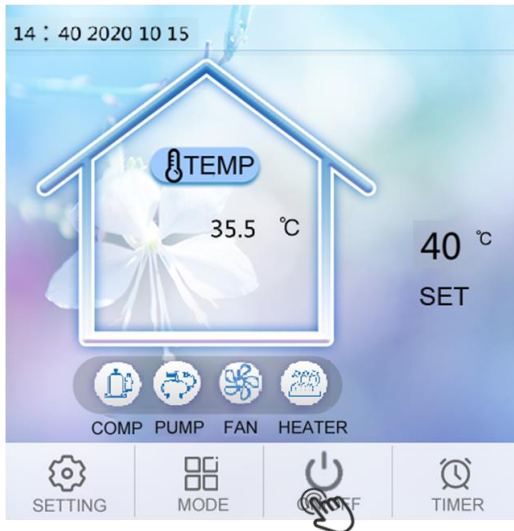 14：40 2020 10 15
TEMP
35.5 ℃
40 ℃
SET
COMP PUMP FAN HEATER
SETTING MODE TIMER